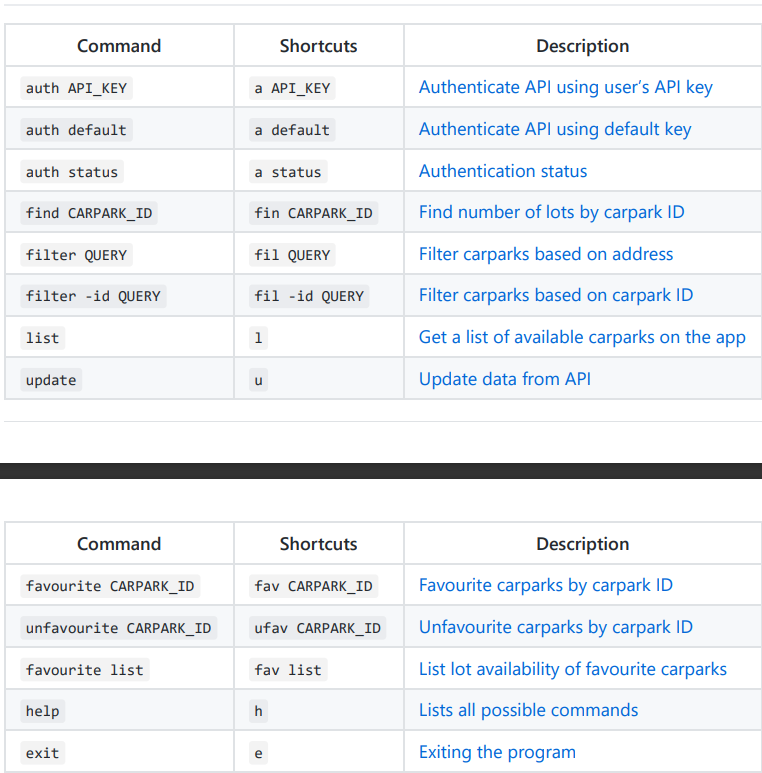 Command Shortcuts Description
auth API_KEY a API_KEY Authenticate API using user’s API key
auth default a default Authenticate API using default key
auth status a status Authentication status
find CARPARK_ID fin CARPARK_ID Find number of lots by carpark ID
filter QUERY fil QUERY Filter carparks based on address
filter -id QUERY fil -id QUERY Filter carparks based on carpark ID
list l Get a list of available carparks on the app
update u Update data from API
Command Shortcuts Description
favourite CARPARK_ID fav CARPARK_ID Favourite carparks by carpark ID
unfavourite CARPARK_ID ufav CARPARK_ID Unfavourite carparks by carpark ID
favourite list fav list List lot availability of favourite carparks
help h Lists all possible commands
exit e Exiting the program